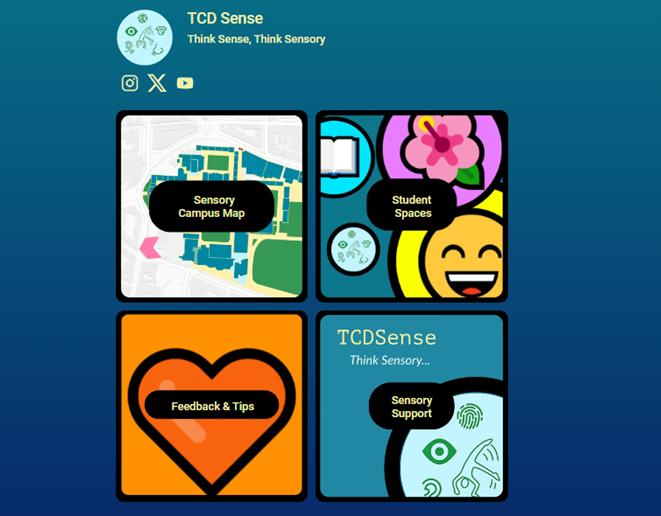 TCD Sense
Think Sense, Think Sensory
Sensory
Campus Map
Student
Spaces
Feedback & Tips
TCDSense
Think Sensory...
Sensory
Support